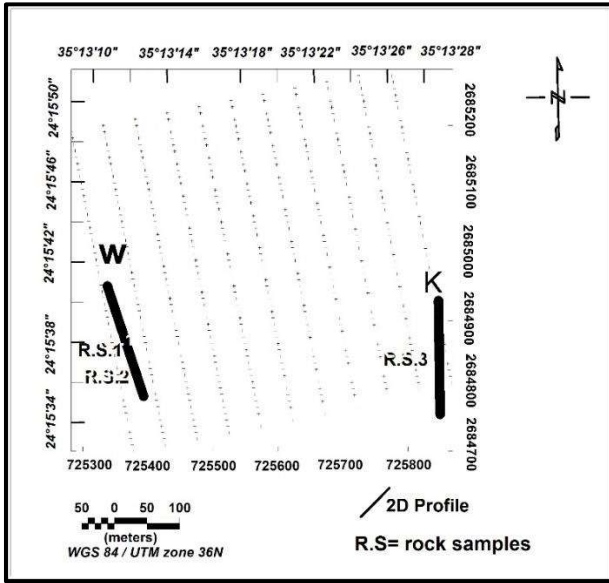 35°13'10" 35°13'14" 35°13'18" 35°13'22" 35°13'26" 35°13'28"
24°15'50"
24°15'46"
24°15'42"
24°15'38"
24°15'34"
2685200
2685100
2685000
2684900
2684800
2684700
N
W
K
R.S.1
R.S.2
R.S.3
725300 725400 725500 725600 725700 725800
50 0 50 100
(meters)
WGS 84 / UTM zone 36N
2D Profile
R.S= rock samples